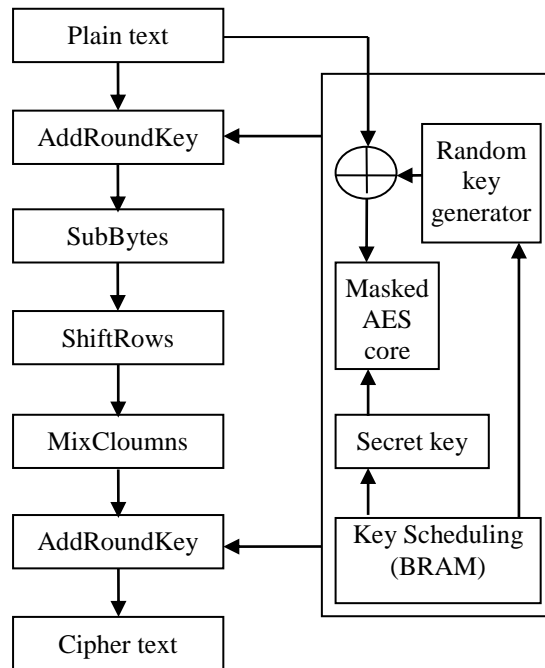 Plain text
AddRoundKey
SubBytes
ShiftRows
MixCloumns
AddRoundKey
Cipher text
Random
key
generator
Masked
AES
core
Secret key
Key Scheduling
(BRAM)